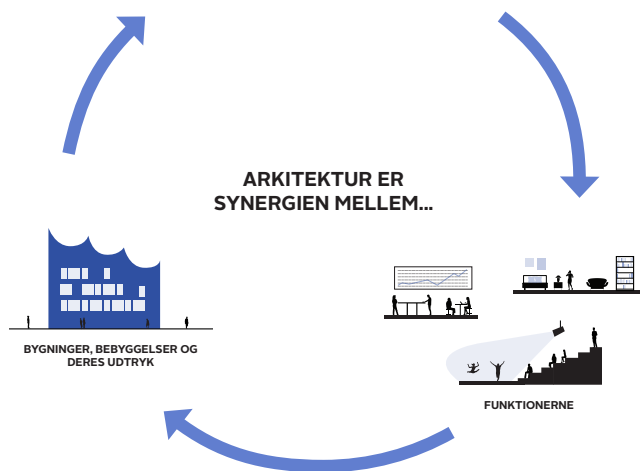 ARKITEKTUR ER
SYNERGIEN MELLEM...
BYGNINGER, BEBYGGELSER OG
DERES UDTRYK
FUNKTIONERNE